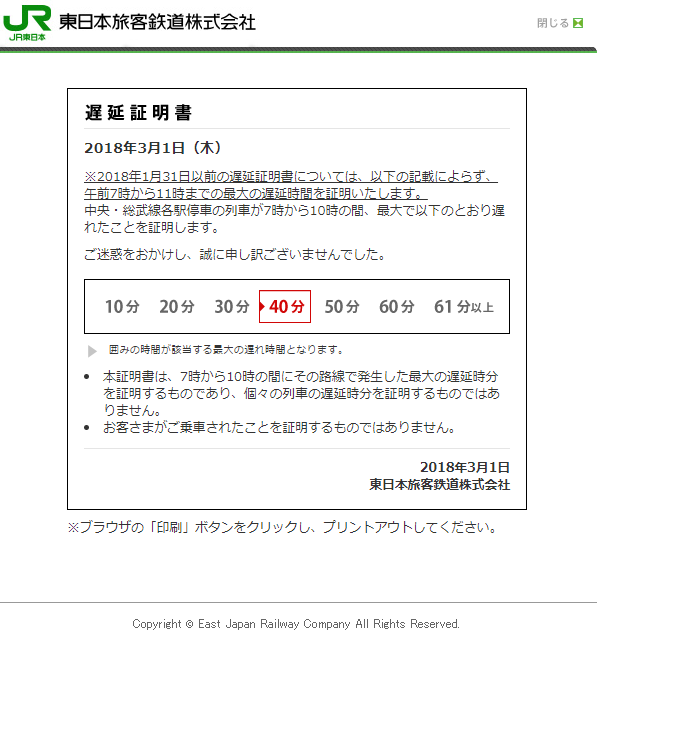 JR 東日本旅客鉄道株式会社 閉じる
JR東日本
遅延証明書
2018年3月1日（木）
※2018年1月31日以前の遅延証明書については、以下の記載によらず、
午前7時から11時までの最大の遅延時間を証明いたします。
中央・総武線各駅停車の列車が7時から10時の間、最大で以下のとおり遅
れたことを証明します。
ご迷惑をおかけし、誠に申し訳ございませんでした。
10分 20分 30分 40分 50分 60分 61分以上
囲みの時間が該当する最大の遅れ時間となります。
• 本証明書は、7時から10時の間にその路線で発生した最大の遅延時分
を証明するものであり、個々の列車の遅延時分を証明するものではあ
りません。
• お客さまがご乗車されたことを証明するものではありません。
2018年3月1日
東日本旅客鉄道株式会社
※ブラウザの「印刷」ボタンをクリックし、プリントアウトしてください。
Copyright © East Japan Railway Company All Rights Reserved.